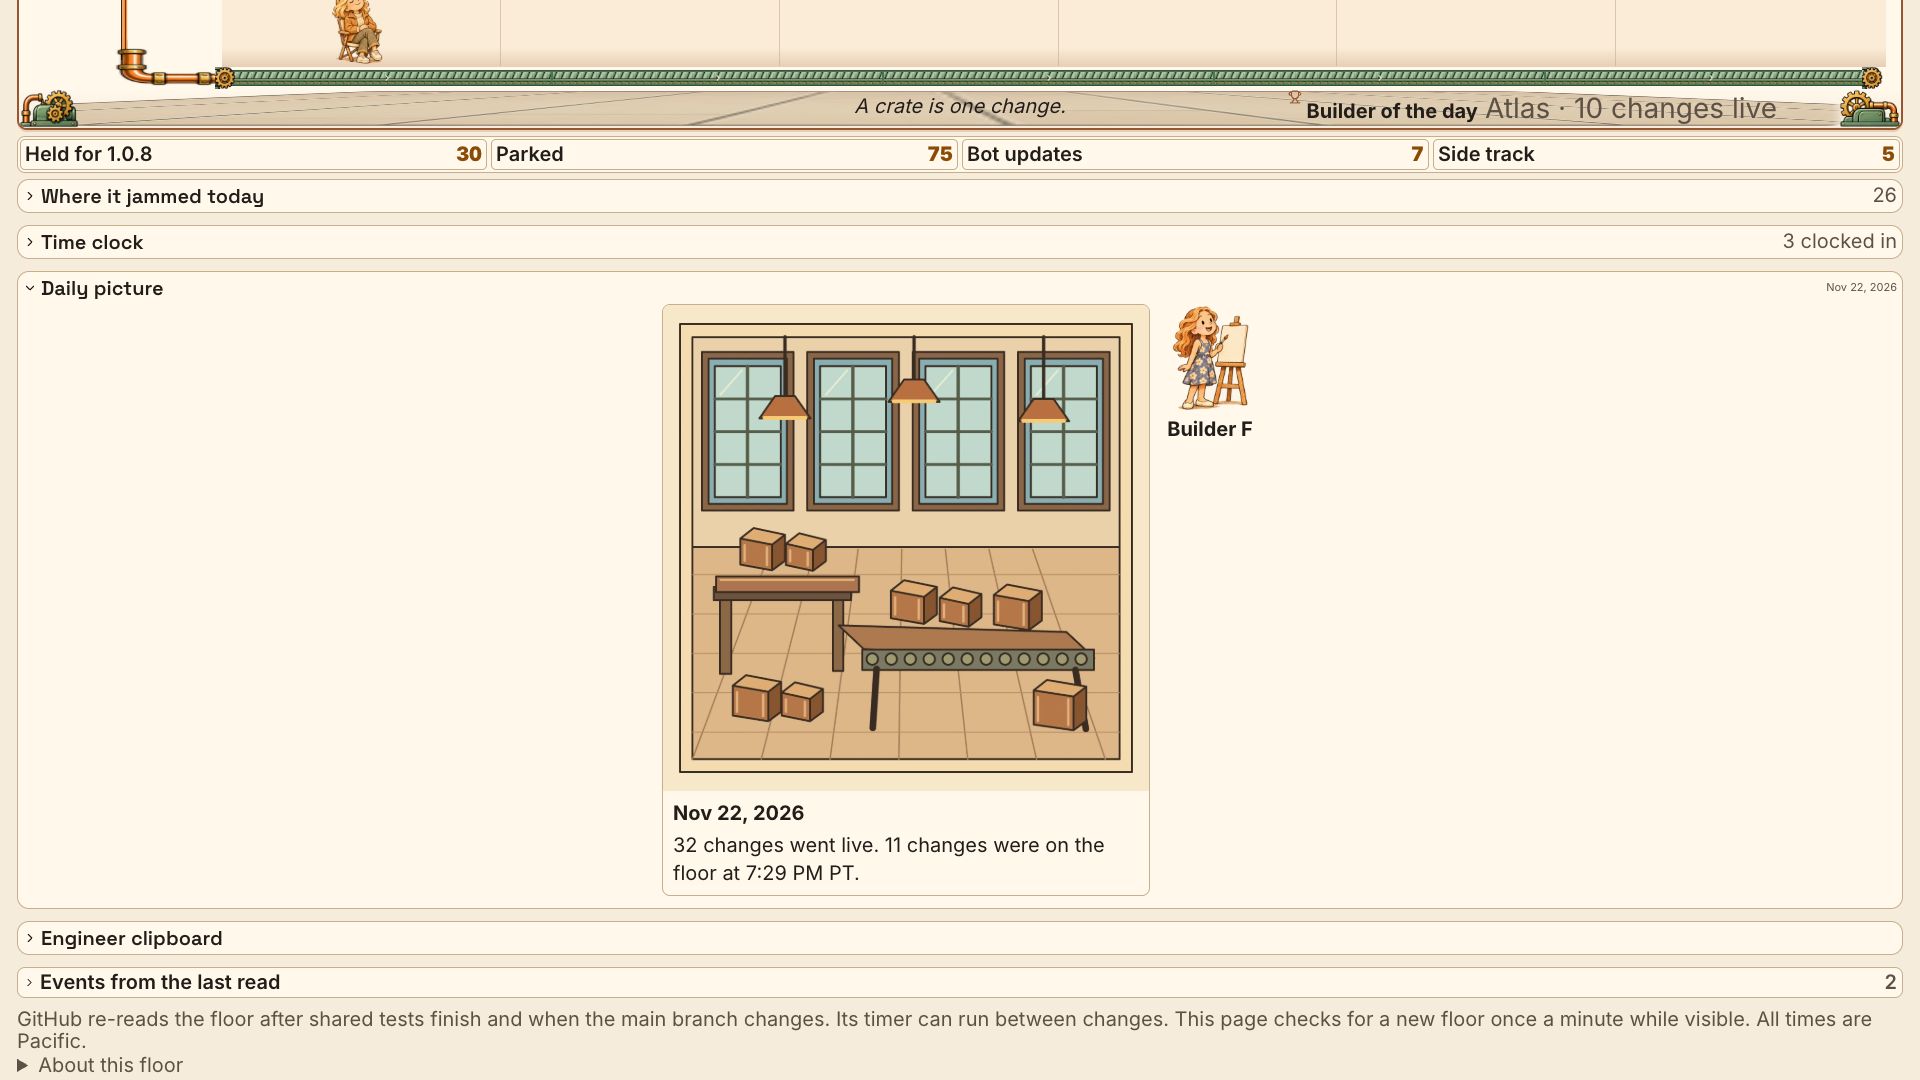 A crate is one change.
Builder of the day Atlas · 10 changes live
Held for 1.0.8 30
Parked 75
Bot updates 7
Side track 5
Where it jammed today 26
Time clock 3 clocked in
Daily picture Nov 22, 2026
Builder F
Nov 22, 2026
32 changes went live. 11 changes were on the
floor at 7:29 PM PT.
Engineer clipboard
Events from the last read 2
GitHub re-reads the floor after shared tests finish and when the main branch changes. Its timer can run between changes. This page checks for a new floor once a minute while visible. All times are
Pacific.
About this floor